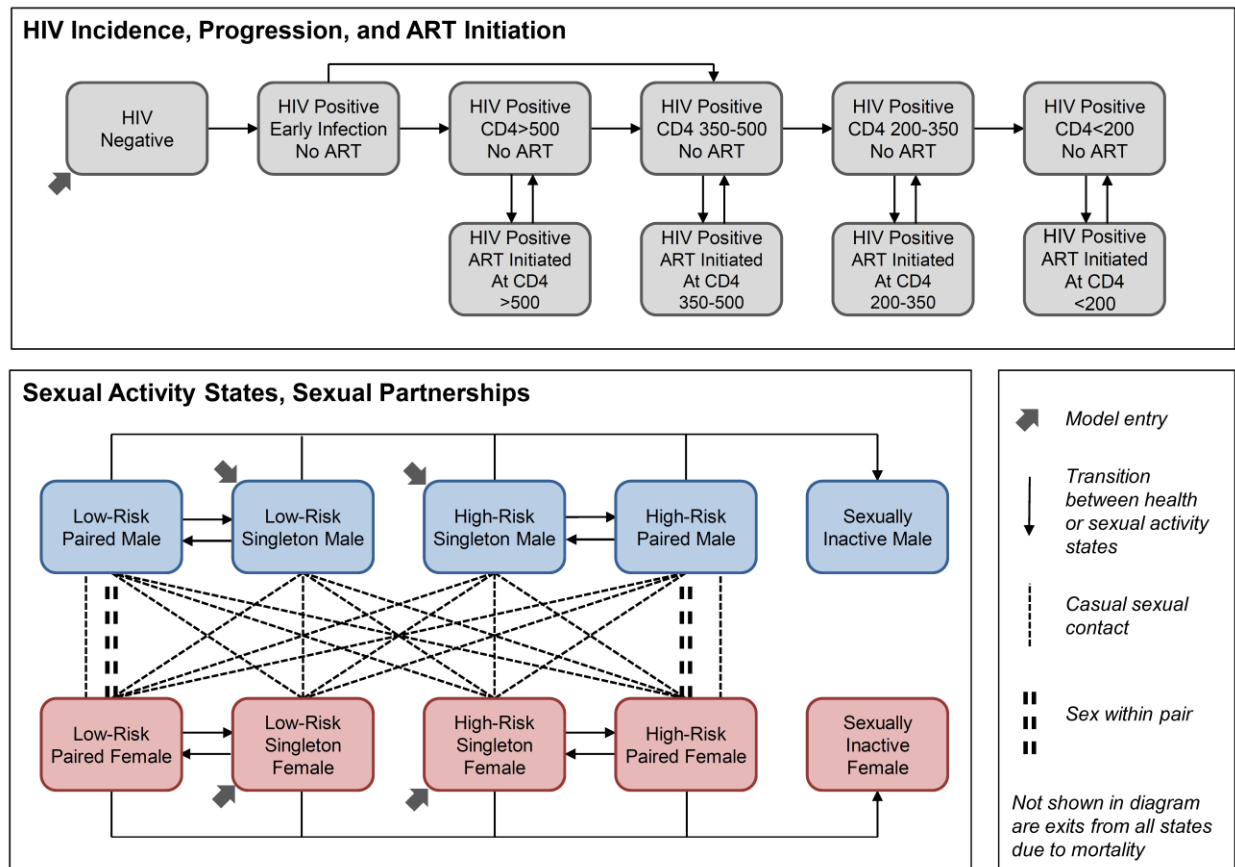 HIV Incidence, Progression, and ART Initiation
HIV
Negative
HIV Positive
Early Infection
No ART
HIV Positive
CD4>500
No ART
HIV Positive
CD4 350-500
No ART
HIV Positive
CD4 200-350
No ART
HIV Positive
CD4<200
No ART
HIV Positive
ART Initiated
At CD4
>500
HIV Positive
ART Initiated
At CD4
350-500
HIV Positive
ART Initiated
At CD4
200-350
HIV Positive
ART Initiated
At CD4
<200
Sexual Activity States, Sexual Partnerships
Low-Risk
Paired Male
Low-Risk
Singleton Male
High-Risk
Singleton Male
High-Risk
Paired Male
Sexually
Inactive Male
Low-Risk
Paired Female
Low-Risk
Singleton
Female
High-Risk
Singleton
Female
High-Risk
Paired Female
Sexually
Inactive
Female
Model entry
Transition
between health
or sexual activity
states
Casual sexual
contact
Sex within pair
Not shown in diagram
are exits from all states
due to mortality